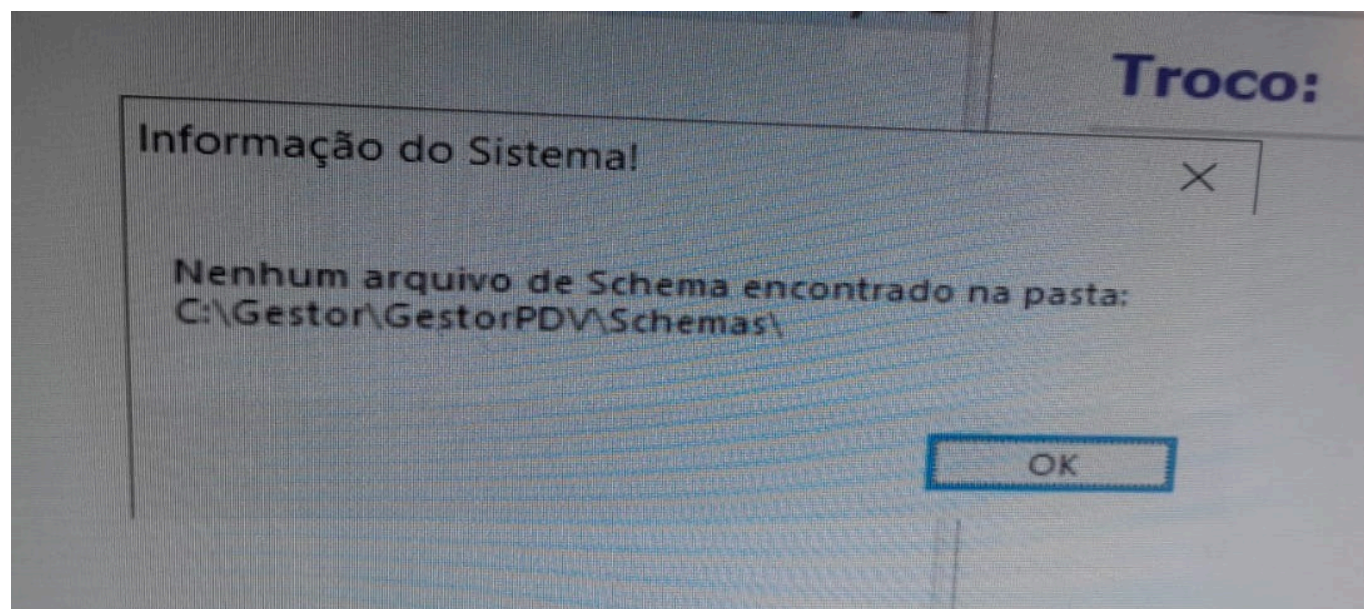 Troco:
Informação do Sistema!
Nenhum arquivo de Schema encontrado na pasta:
C:\Gestor\GestorPDV\Schemas\
OK